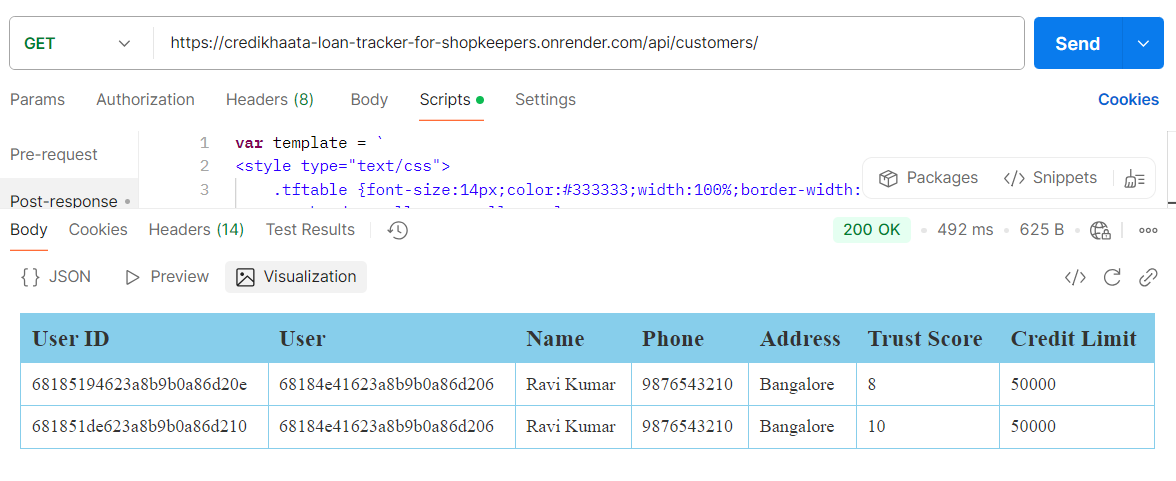 GET https://credikhaata-loan-tracker-for-shopkeepers.onrender.com/api/customers/ Send
Params Authorization Headers (8) Body Scripts Settings Cookies
Pre-request
Post-response
1 var template = `
2 <style type="text/css">
3 .tftable {font-size:14px;color:#333333;width:100%;border-width:
Packages </> Snippets
Body Cookies Headers (14) Test Results 200 OK 492 ms 625 B
{} JSON Preview Visualization
User ID User Name Phone Address Trust Score Credit Limit
68185194623a8b9b0a86d20e 68184e41623a8b9b0a86d206 Ravi Kumar 9876543210 Bangalore 8 50000
681851de623a8b9b0a86d210 68184e41623a8b9b0a86d206 Ravi Kumar 9876543210 Bangalore 10 50000